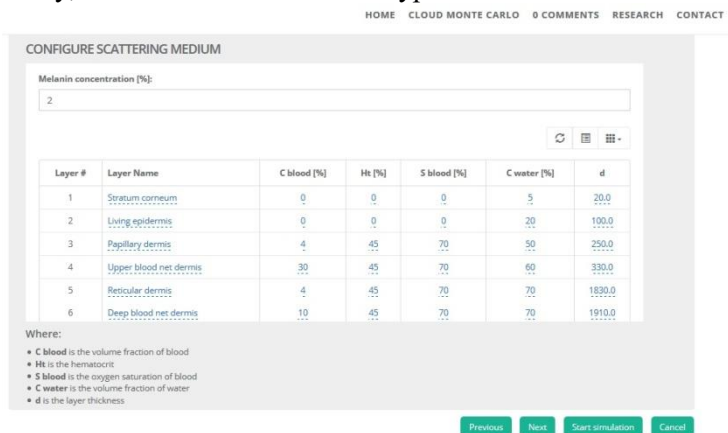 HOME CLOUD MONTE CARLO 0 COMMENTS RESEARCH CONTACT
CONFIGURE SCATTERING MEDIUM
Melanin concentration [%]:
2
Layer # Layer Name C blood [%] Ht [%] S blood [%] C water [%] d
1 Stratum corneum 0 0 0 5 20.0
2 Living epidermis 0 0 0 20 100.0
3 Papillary dermis 4 45 70 50 250.0
4 Upper blood net dermis 30 45 70 60 330.0
5 Reticular dermis 4 45 70 70 1830.0
6 Deep blood net dermis 10 45 70 70 1910.0
Where:
• C blood is the volume fraction of blood
• Ht is the hematocrit
• S blood is the oxygen saturation of blood
• C water is the volume fraction of water
• d is the layer thickness
Previous Next Start simulation Cancel